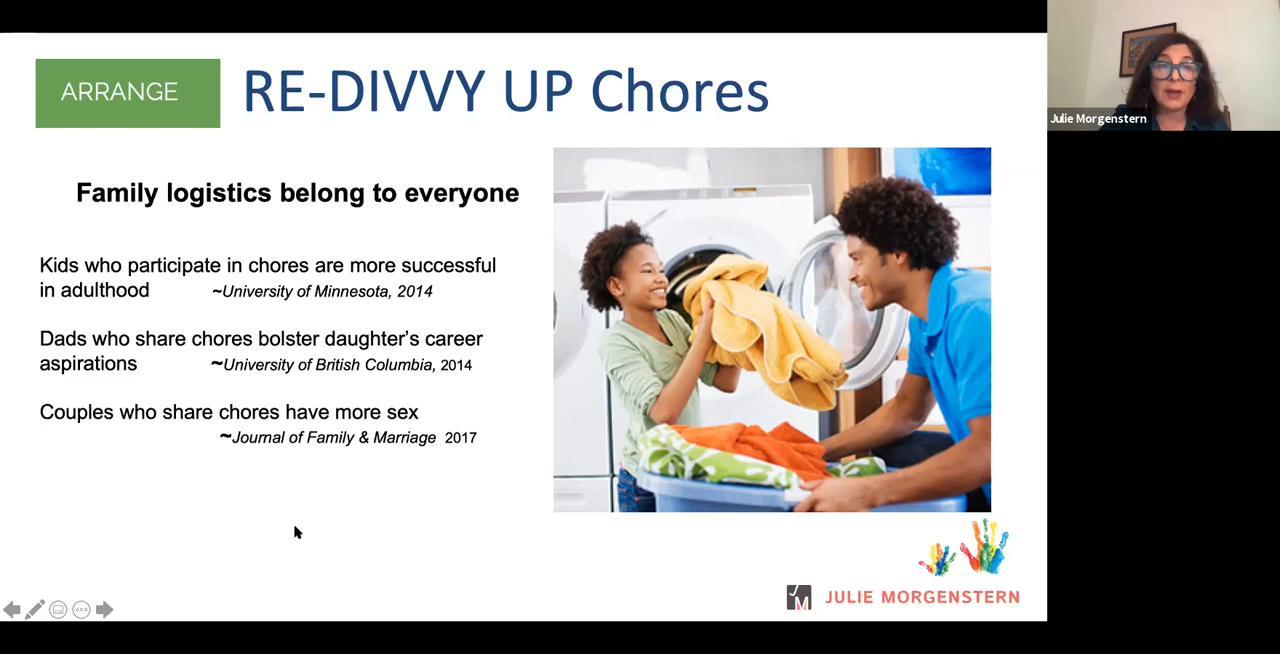 ARRANGE
RE-DIVVY UP Chores
Julie Morgenstern
Family logistics belong to everyone
Kids who participate in chores are more successful
in adulthood ~University of Minnesota, 2014
Dads who share chores bolster daughter's career
aspirations ~University of British Columbia, 2014
Couples who share chores have more sex
~Journal of Family & Marriage 2017
JM JULIE MORGENSTERN